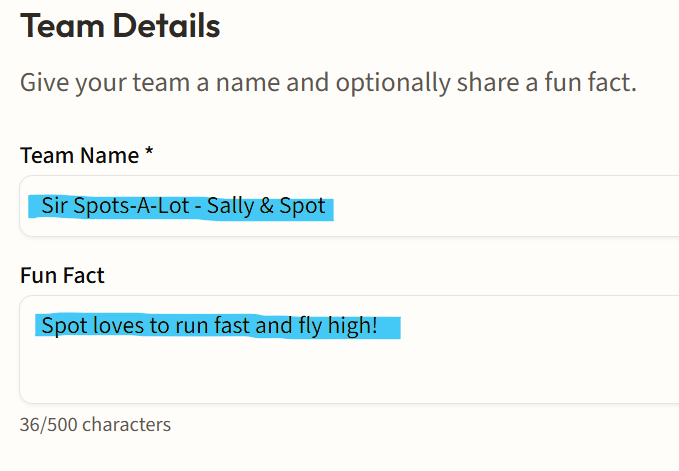 Team Details
Give your team a name and optionally share a fun fact.
Team Name *
Sir Spots-A-Lot - Sally & Spot
Fun Fact
Spot loves to run fast and fly high!
36/500 characters